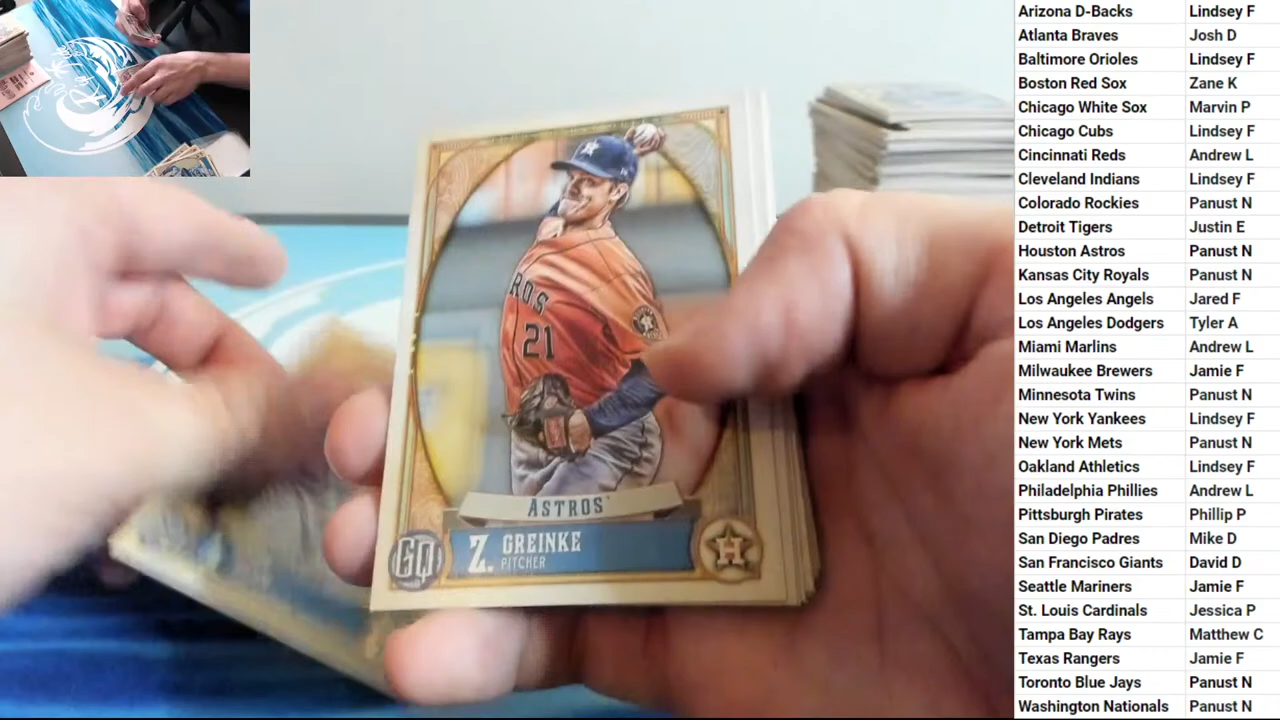 ROS
21
ASTROS
GQ
Z. GREINKE
PITCHER
H
Arizona D-Backs Lindsey F
Atlanta Braves Josh D
Baltimore Orioles Lindsey F
Boston Red Sox Zane K
Chicago White Sox Marvin P
Chicago Cubs Lindsey F
Cincinnati Reds Andrew L
Cleveland Indians Lindsey F
Colorado Rockies Panust N
Detroit Tigers Justin E
Houston Astros Panust N
Kansas City Royals Panust N
Los Angeles Angels Jared F
Los Angeles Dodgers Tyler A
Miami Marlins Andrew L
Milwaukee Brewers Jamie F
Minnesota Twins Panust N
New York Yankees Lindsey F
New York Mets Panust N
Oakland Athletics Lindsey F
Philadelphia Phillies Andrew L
Pittsburgh Pirates Phillip P
San Diego Padres Mike D
San Francisco Giants David D
Seattle Mariners Jamie F
St. Louis Cardinals Jessica P
Tampa Bay Rays Matthew C
Texas Rangers Jamie F
Toronto Blue Jays Panust N
Washington Nationals Panust N